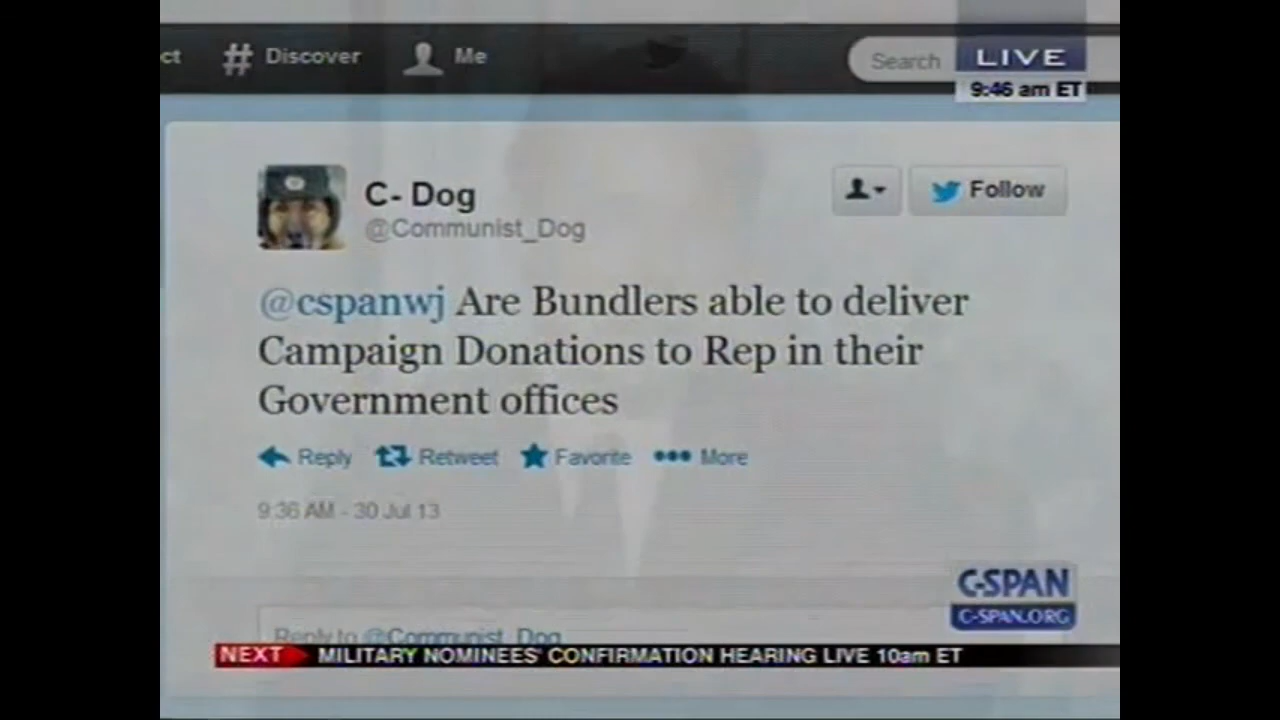 ct # Discover Me Search LIVE
9:46 am ET
C- Dog
@Communist_Dog
Follow
@cspanwj Are Bundlers able to deliver
Campaign Donations to Rep in their
Government offices
Reply Retweet Favorite ••• More
9:36 AM - 30 Jul 13
C-SPAN
C-SPAN.ORG
Reply to @Communist_Dog
NEXT MILITARY NOMINEES' CONFIRMATION HEARING LIVE 10am ET